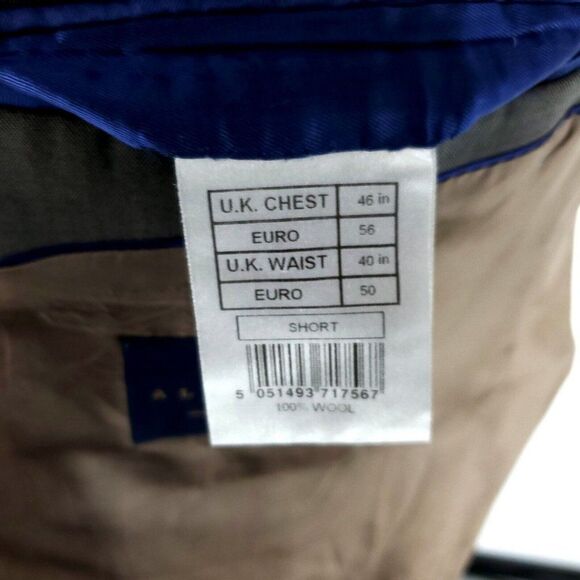 U.K. CHEST 46 in
EURO 56
U.K. WAIST 40 in
EURO 50
SHORT
5 051493 717567
100% WOOL